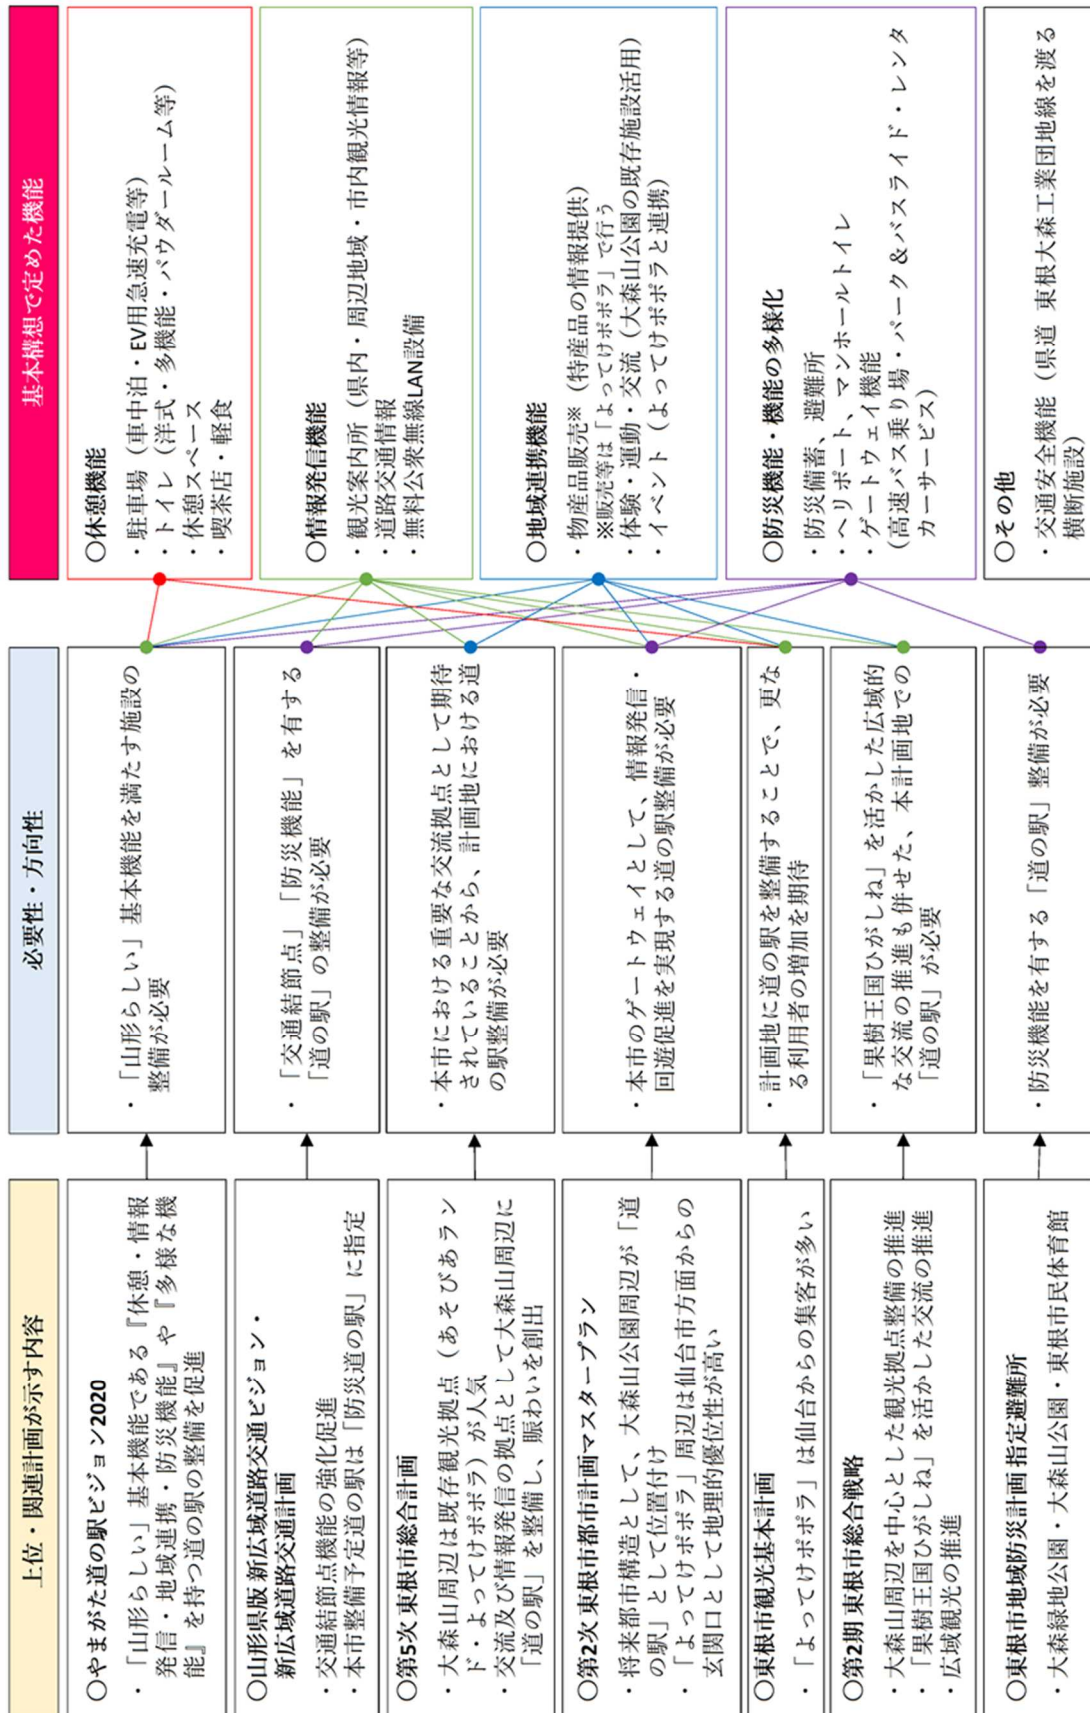 上位・関連計画が示す内容
〇やまがた道の駅ビジョン2020
・「山形らしい」基本機能である『休憩・情報
発信・地域連携・防災機能』や『多様な機
能』を持つ道の駅の整備を促進
〇山形県版 新広域道路交通ビジョン・
新広域道路交通計画
・交通結節点機能の強化促進
・本市整備予定道の駅は「防災道の駅」に指定
〇第5次 東根市総合計画
・大森山周辺は既存観光拠点（あそびあラン
ド・よってけポポラ）が人気
・交流及び情報発信の拠点として大森山周辺に
「道の駅」を整備し、賑わいを創出
〇第2次 東根市都市計画マスタープラン
・将来都市構造として、大森山公園周辺が「道
の駅」として位置付け
・「よってけポポラ」周辺は仙台市方面からの
玄関口として地理的優位性が高い
〇東根市観光基本計画
・「よってけポポラ」は仙台からの集客が多い
〇第2期 東根市総合戦略
・大森山周辺を中心とした観光拠点整備の推進
・「果樹王国ひがしね」を活かした交流の推進
・広域観光の推進
〇東根市地域防災計画 指定避難所
・大森緑地公園・大森山公園・東根市民体育館
必要性・方向性
・「山形らしい」基本機能を満たす施設の
整備が必要
・「交通結節点」「防災機能」を有する
「道の駅」の整備が必要
・本市における重要な交流拠点として期待
されていることから、計画地における道
の駅整備が必要
・本市のゲートウェイとして、情報発信・
回遊促進を実現する道の駅整備が必要
・計画地に道の駅を整備することで、更な
る利用者の増加を期待
・「果樹王国ひがしね」を活かした広域的
な交流の推進も併せた、本計画地での
「道の駅」が必要
・防災機能を有する「道の駅」整備が必要
基本構想で定めた機能
〇休憩機能
・駐車場（車中泊・EV用急速充電等）
・トイレ（洋式・多機能・パウダールーム等）
・休憩スペース
・喫茶店・軽食
〇情報発信機能
・観光案内所（県内・周辺地域・市内観光情報等）
・道路交通情報
・無料公衆無線LAN設備
〇地域連携機能
・物産品販売※（特産品の情報提供）
※販売等は「よってけポポラ」で行う
・体験・運動・交流（大森山公園の既存施設活用）
・イベント（よってけポポラと連携）
〇防災機能・機能の多様化
・防災備蓄、避難所
・ヘリポート、マンホールトイレ
・ゲートウェイ機能
（高速バス乗り場・パーク＆バスライド・レンタ
カーサービス）
〇その他
・交通安全機能（県道 東根大森工業団地線を渡る
横断施設）